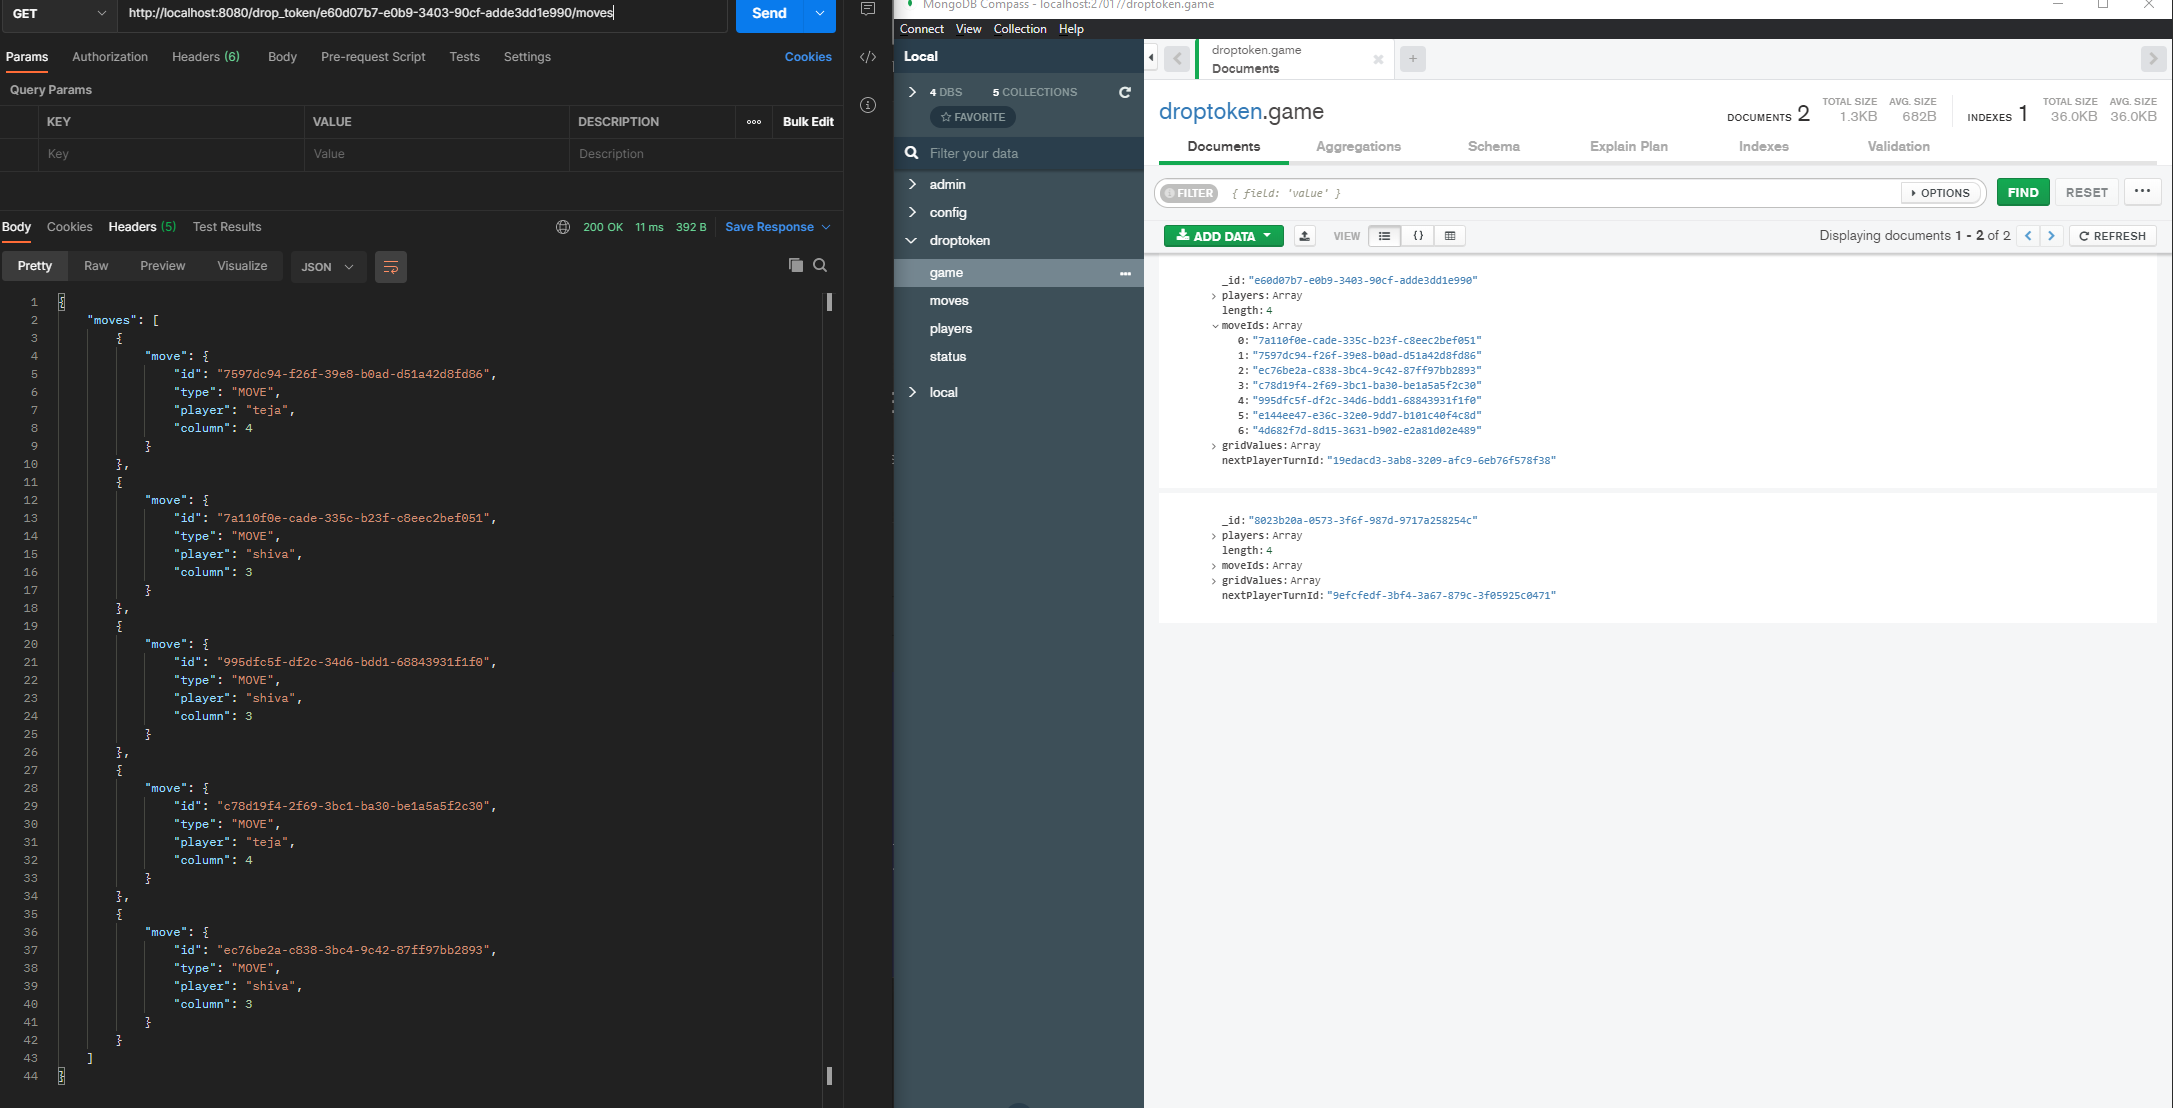 GET
http://localhost:8080/drop_token/e60d07b7-e0b9-3403-90cf-adde3dd1e990/moves
Send
Params Authorization Headers (6) Body Pre-request Script Tests Settings Cookies
Query Params
KEY VALUE DESCRIPTION ooo Bulk Edit
Key Value Description
Body Cookies Headers (5) Test Results 200 OK 11 ms 392 B Save Response
Pretty Raw Preview Visualize JSON
1 {
2 "moves": [
3 {
4 "move": {
5 "id": "7597dc94-f26f-39e8-b0ad-d51a42d8fd86",
6 "type": "MOVE",
7 "player": "teja",
8 "column": 4
9 }
10 },
11 {
12 "move": {
13 "id": "7a110f0e-cade-335c-b23f-c8eec2bef051",
14 "type": "MOVE",
15 "player": "shiva",
16 "column": 3
17 }
18 },
19 {
20 "move": {
21 "id": "995dfc5f-df2c-34d6-bdd1-68843931f1f0",
22 "type": "MOVE",
23 "player": "shiva",
24 "column": 3
25 }
26 },
27 {
28 "move": {
29 "id": "c78d19f4-2f69-3bc1-ba30-be1a5a5f2c30",
30 "type": "MOVE",
31 "player": "teja",
32 "column": 4
33 }
34 },
35 {
36 "move": {
37 "id": "ec76be2a-c838-3bc4-9c42-87ff97bb2893",
38 "type": "MOVE",
39 "player": "shiva",
40 "column": 3
41 }
42 }
43 ]
44 }
MongoDB Compass - localhost:27017/droptoken.game
Connect View Collection Help
Local
4 DBS 5 COLLECTIONS
FAVORITE
Filter your data
admin
config
droptoken
game
moves
players
status
local
droptoken.game
Documents
droptoken.game
DOCUMENTS 2 TOTAL SIZE 1.3KB AVG. SIZE 682B INDEXES 1 TOTAL SIZE 36.0KB AVG. SIZE 36.0KB
Documents Aggregations Schema Explain Plan Indexes Validation
FILTER { field: 'value' } OPTIONS FIND RESET
ADD DATA VIEW {} Displaying documents 1 - 2 of 2 REFRESH
_id: "e60d07b7-e0b9-3403-90cf-adde3dd1e990"
players: Array
length: 4
moveIds: Array
0: "7a110f0e-cade-335c-b23f-c8eec2bef051"
1: "7597dc94-f26f-39e8-b0ad-d51a42d8fd86"
2: "ec76be2a-c838-3bc4-9c42-87ff97bb2893"
3: "c78d19f4-2f69-3bc1-ba30-be1a5a5f2c30"
4: "995dfc5f-df2c-34d6-bdd1-68843931f1f0"
5: "e144ee47-e36c-32e0-9dd7-b101c40f4c8d"
6: "4d682f7d-8d15-3631-b902-e2a81d02e489"
gridValues: Array
nextPlayerTurnId: "19edacd3-3ab8-3209-afc9-6eb76f578f38"
_id: "8023b20a-0573-3f6f-987d-9717a258254c"
players: Array
length: 4
moveIds: Array
gridValues: Array
nextPlayerTurnId: "9efcfedf-3bf4-3a67-879c-3f05925c0471"